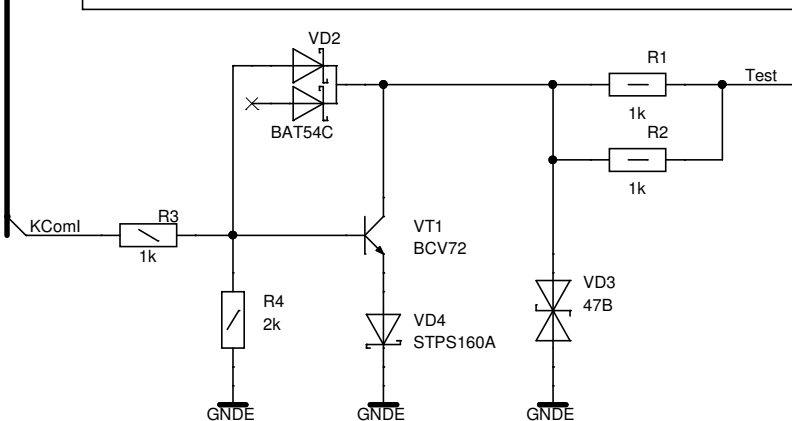 VD2
BAT54C
R1
1k
Test
R2
1k
KComI
R3
1k
VT1
BCV72
R4
2k
VD4
STPS160A
VD3
47B
GNDE
GNDE
GNDE